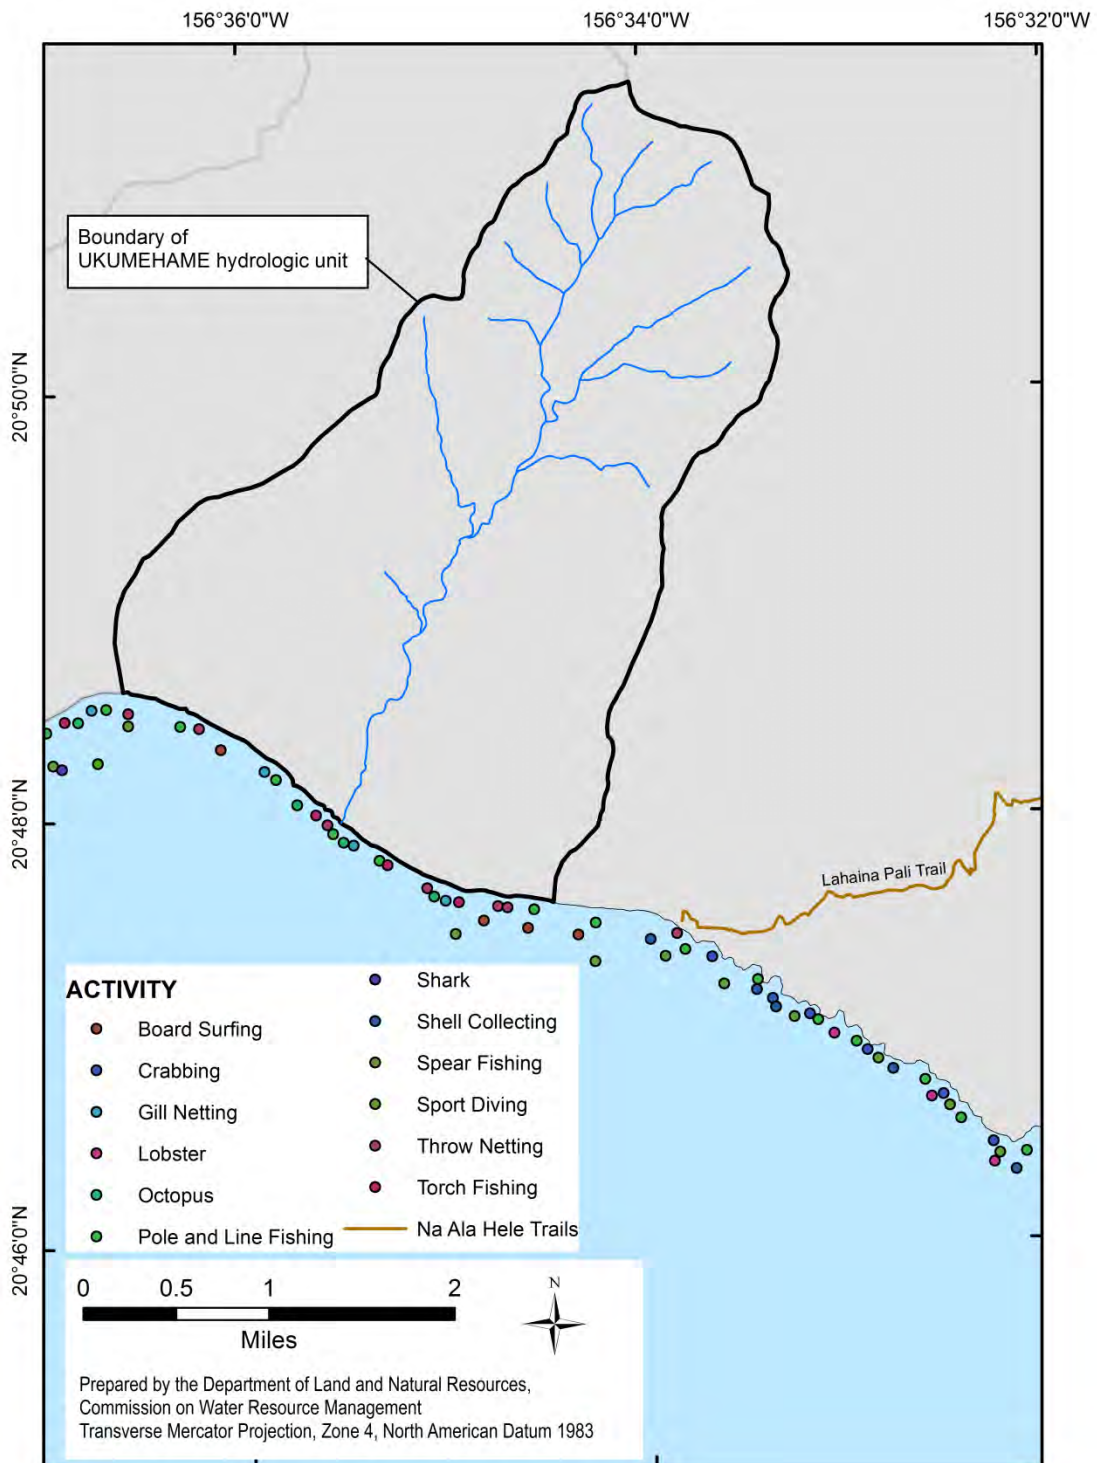 156°36'0"W
156°34'0"W
156°32'0"W
Boundary of
UKUMEHAME hydrologic unit
20°50'0"N
20°48'0"N
Lahaina Pali Trail
ACTIVITY
Board Surfing
Crabbing
Gill Netting
Lobster
Octopus
Pole and Line Fishing
Shark
Shell Collecting
Spear Fishing
Sport Diving
Throw Netting
Torch Fishing
Na Ala Hele Trails
20°46'0"N
0 0.5 1 2
Miles
N
Prepared by the Department of Land and Natural Resources,
Commission on Water Resource Management
Transverse Mercator Projection, Zone 4, North American Datum 1983